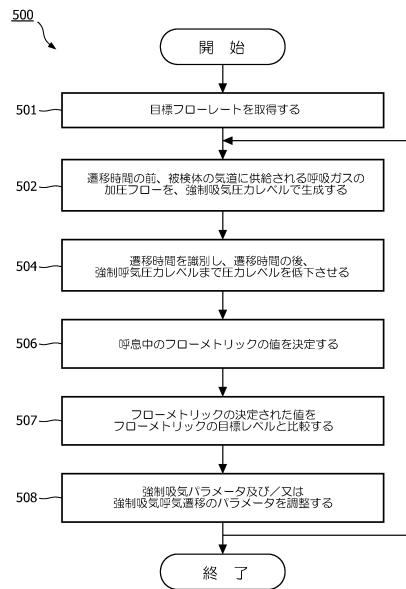 500
開 始
501
目標フローレートを取得する
502
遷移時間の前、被検体の気道に供給される呼吸ガスの
加圧フローを、強制吸気圧力レベルで生成する
504
遷移時間を識別し、遷移時間の後、
強制呼気圧力レベルまで圧力レベルを低下させる
506
呼息中のフローメトリックの値を決定する
507
フローメトリックの決定された値を
フローメトリックの目標レベルと比較する
508
強制吸気パラメータ及び／又は
強制吸気呼気遷移のパラメータを調整する
終 了